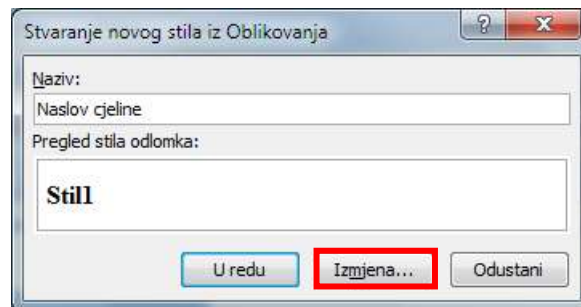 Stvaranje novog stila iz Oblikovanja
?
Naziv:
Naslov cjeline
Pregled stila odlomka:
Stil1
U redu Izmjena... Odustani